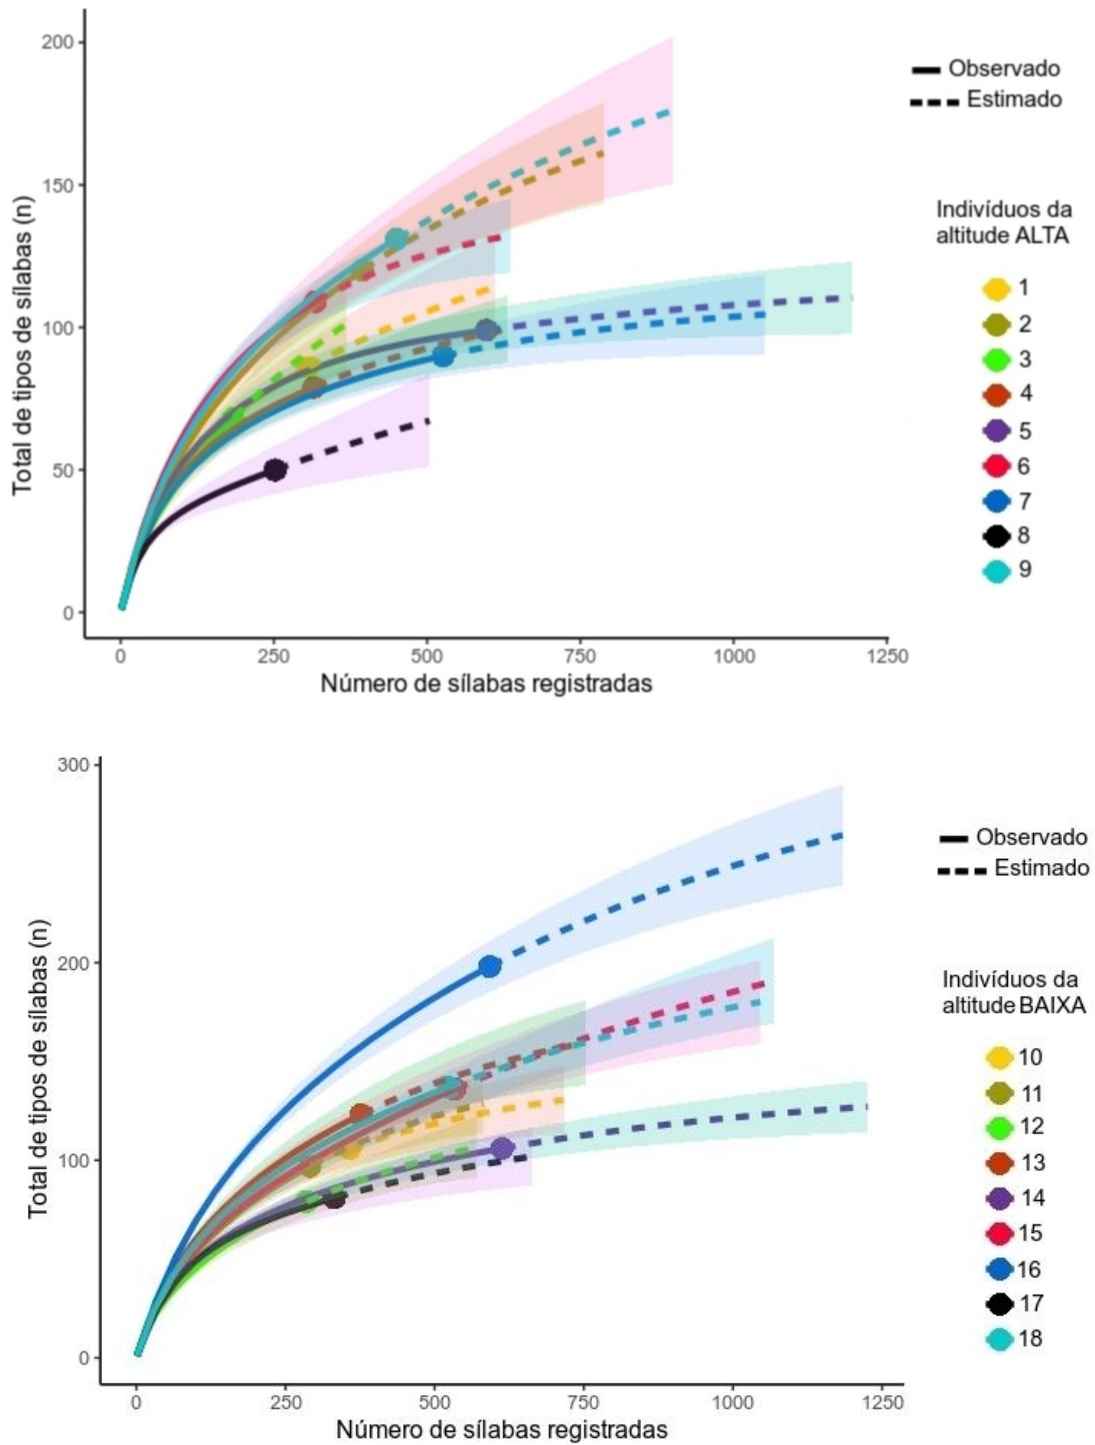 200
150
100
50
0
Total de tipos de sílabas (n)
0 250 500 750 1000 1250
Número de sílabas registradas
Observado
Estimado
Indivíduos da
altitude ALTA
1
2
3
4
5
6
7
8
9
300
200
100
0
Total de tipos de sílabas (n)
0 250 500 750 1000 1250
Número de sílabas registradas
Observado
Estimado
Indivíduos da
altitude BAIXA
10
11
12
13
14
15
16
17
18